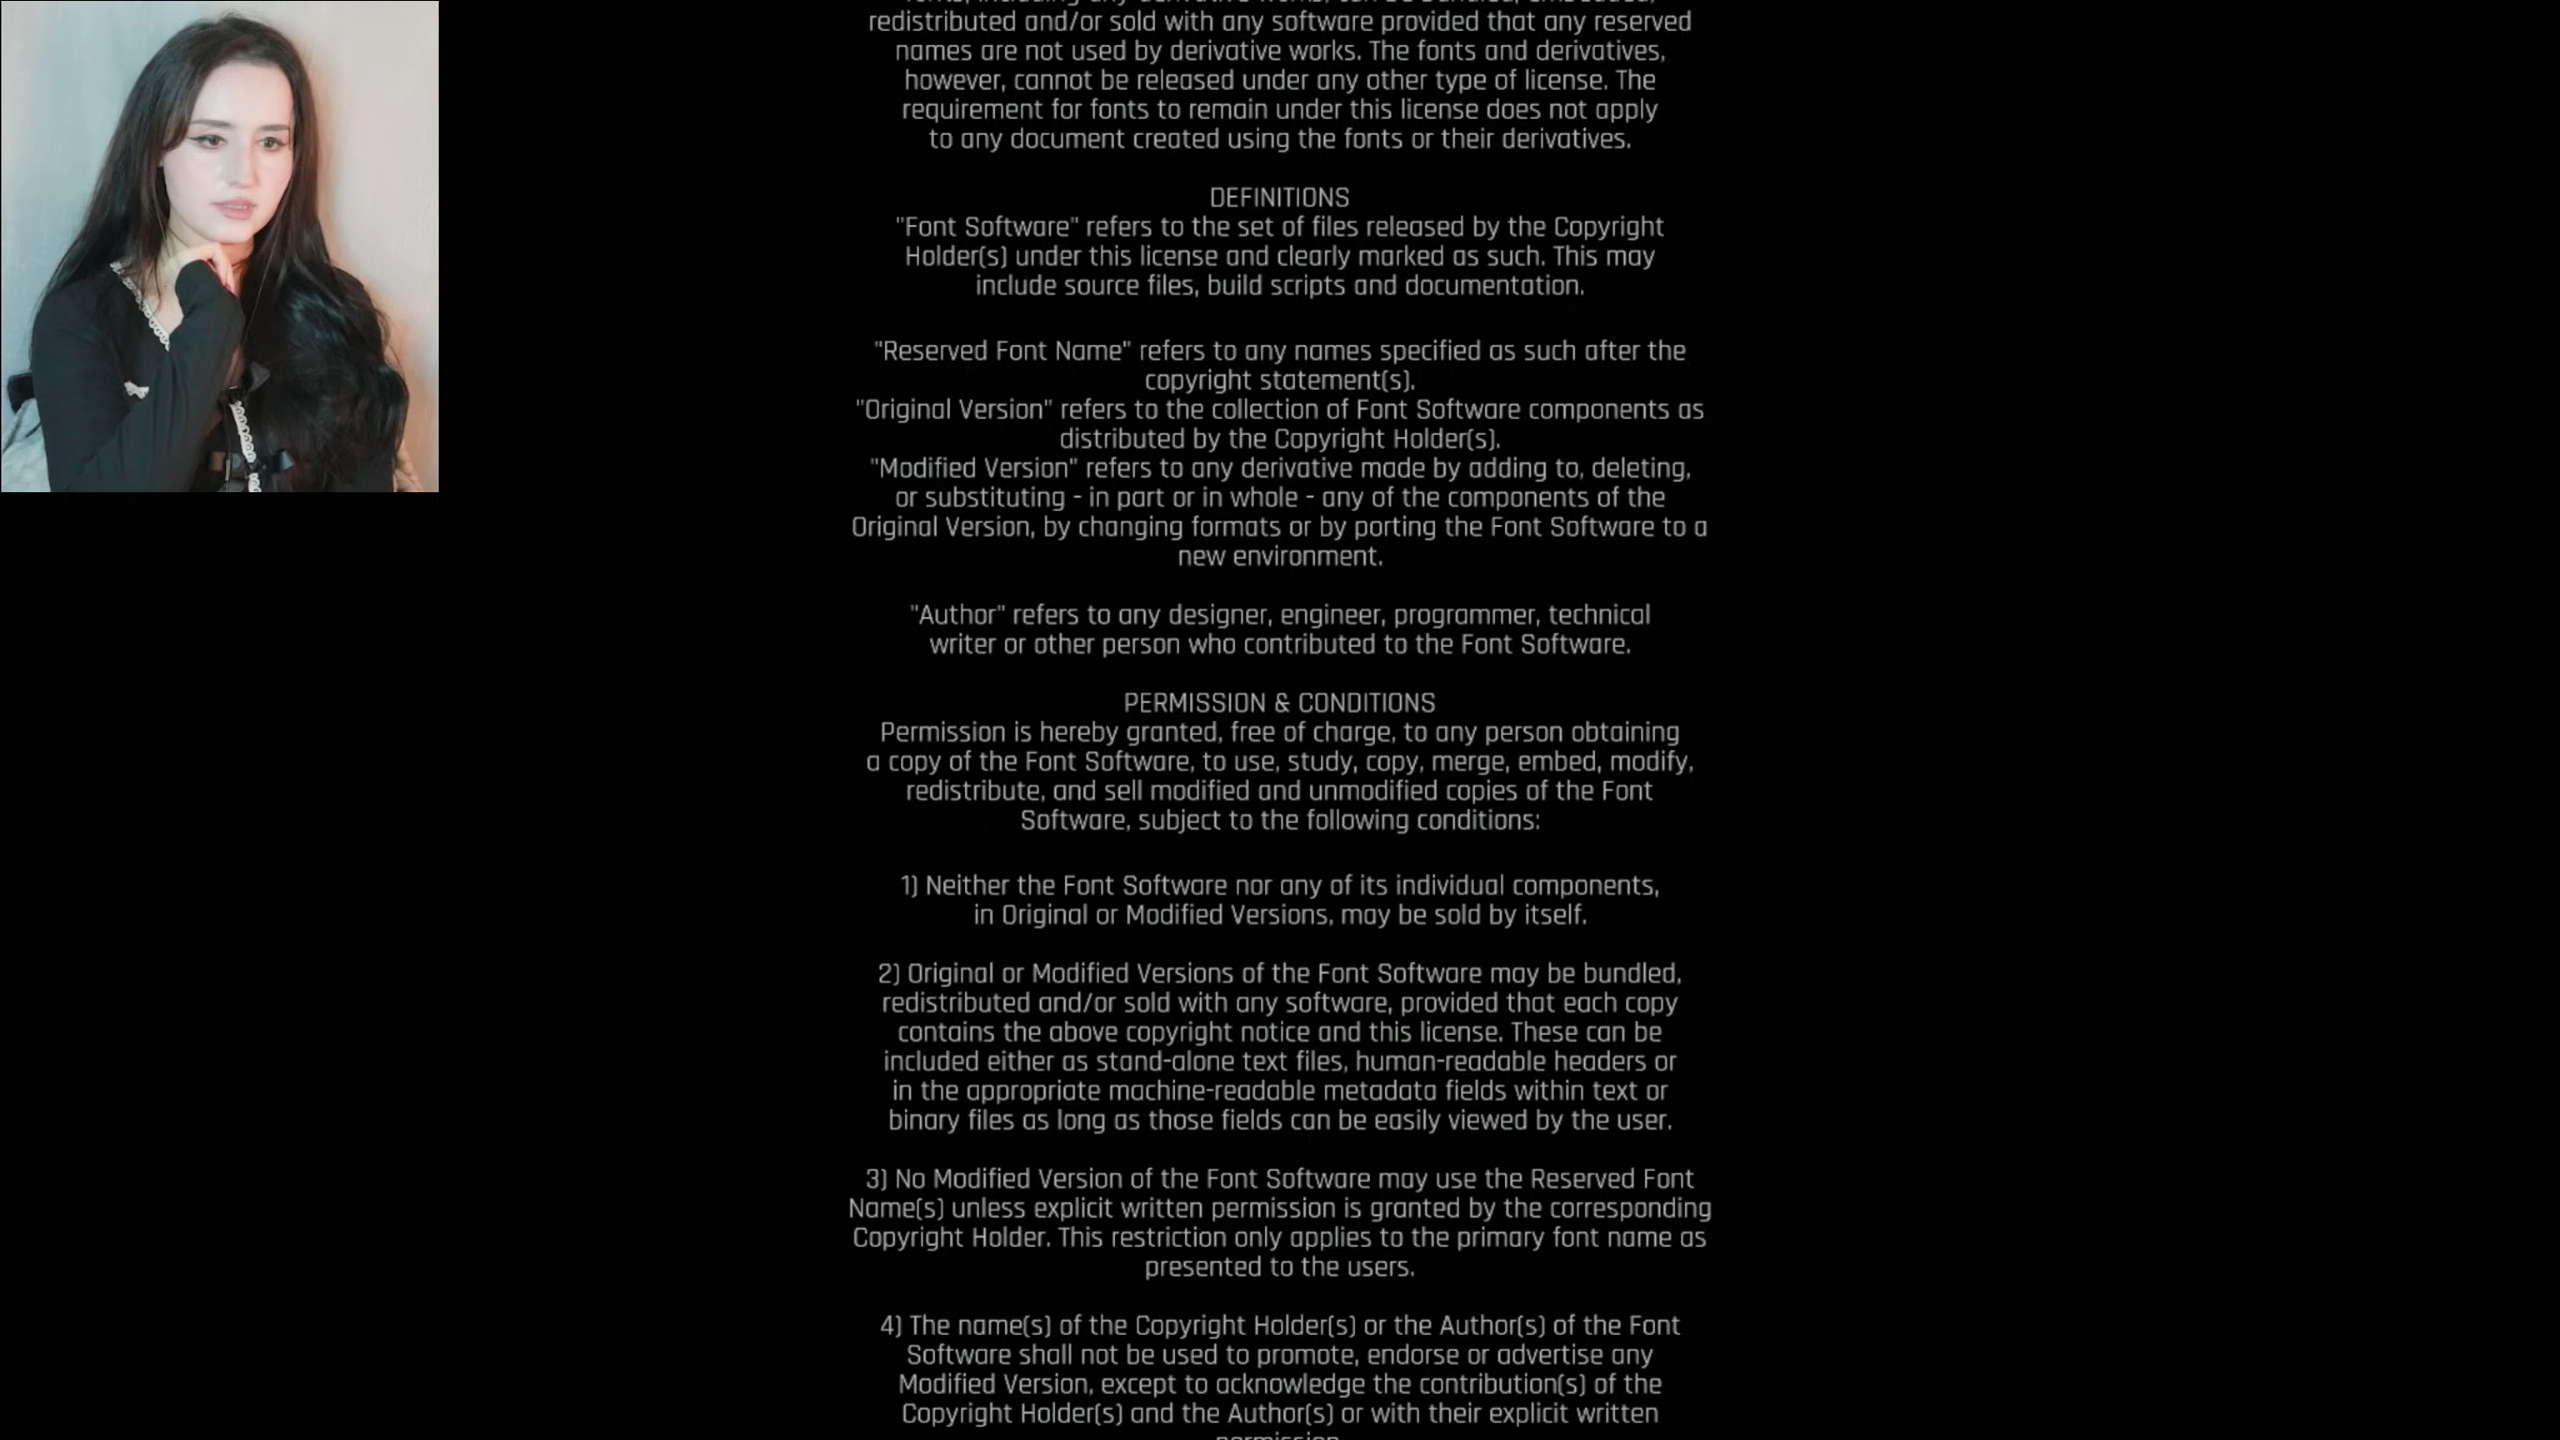 fonts, including any derivative works, can be bundled, embedded,
redistributed and/or sold with any software provided that any reserved
names are not used by derivative works. The fonts and derivatives,
however, cannot be released under any other type of license. The
requirement for fonts to remain under this license does not apply
to any document created using the fonts or their derivatives.
DEFINITIONS
"Font Software" refers to the set of files released by the Copyright
Holder(s) under this license and clearly marked as such. This may
include source files, build scripts and documentation.
"Reserved Font Name" refers to any names specified as such after the
copyright statement(s).
"Original Version" refers to the collection of Font Software components as
distributed by the Copyright Holder(s).
"Modified Version" refers to any derivative made by adding to, deleting,
or substituting - in part or in whole - any of the components of the
Original Version, by changing formats or by porting the Font Software to a
new environment.
"Author" refers to any designer, engineer, programmer, technical
writer or other person who contributed to the Font Software.
PERMISSION & CONDITIONS
Permission is hereby granted, free of charge, to any person obtaining
a copy of the Font Software, to use, study, copy, merge, embed, modify,
redistribute, and sell modified and unmodified copies of the Font
Software, subject to the following conditions:
1) Neither the Font Software nor any of its individual components,
in Original or Modified Versions, may be sold by itself.
2) Original or Modified Versions of the Font Software may be bundled,
redistributed and/or sold with any software, provided that each copy
contains the above copyright notice and this license. These can be
included either as stand-alone text files, human-readable headers or
in the appropriate machine-readable metadata fields within text or
binary files as long as those fields can be easily viewed by the user.
3) No Modified Version of the Font Software may use the Reserved Font
Name(s) unless explicit written permission is granted by the corresponding
Copyright Holder. This restriction only applies to the primary font name as
presented to the users.
4) The name(s) of the Copyright Holder(s) or the Author(s) of the Font
Software shall not be used to promote, endorse or advertise any
Modified Version, except to acknowledge the contribution(s) of the
Copyright Holder(s) and the Author(s) or with their explicit written
permission